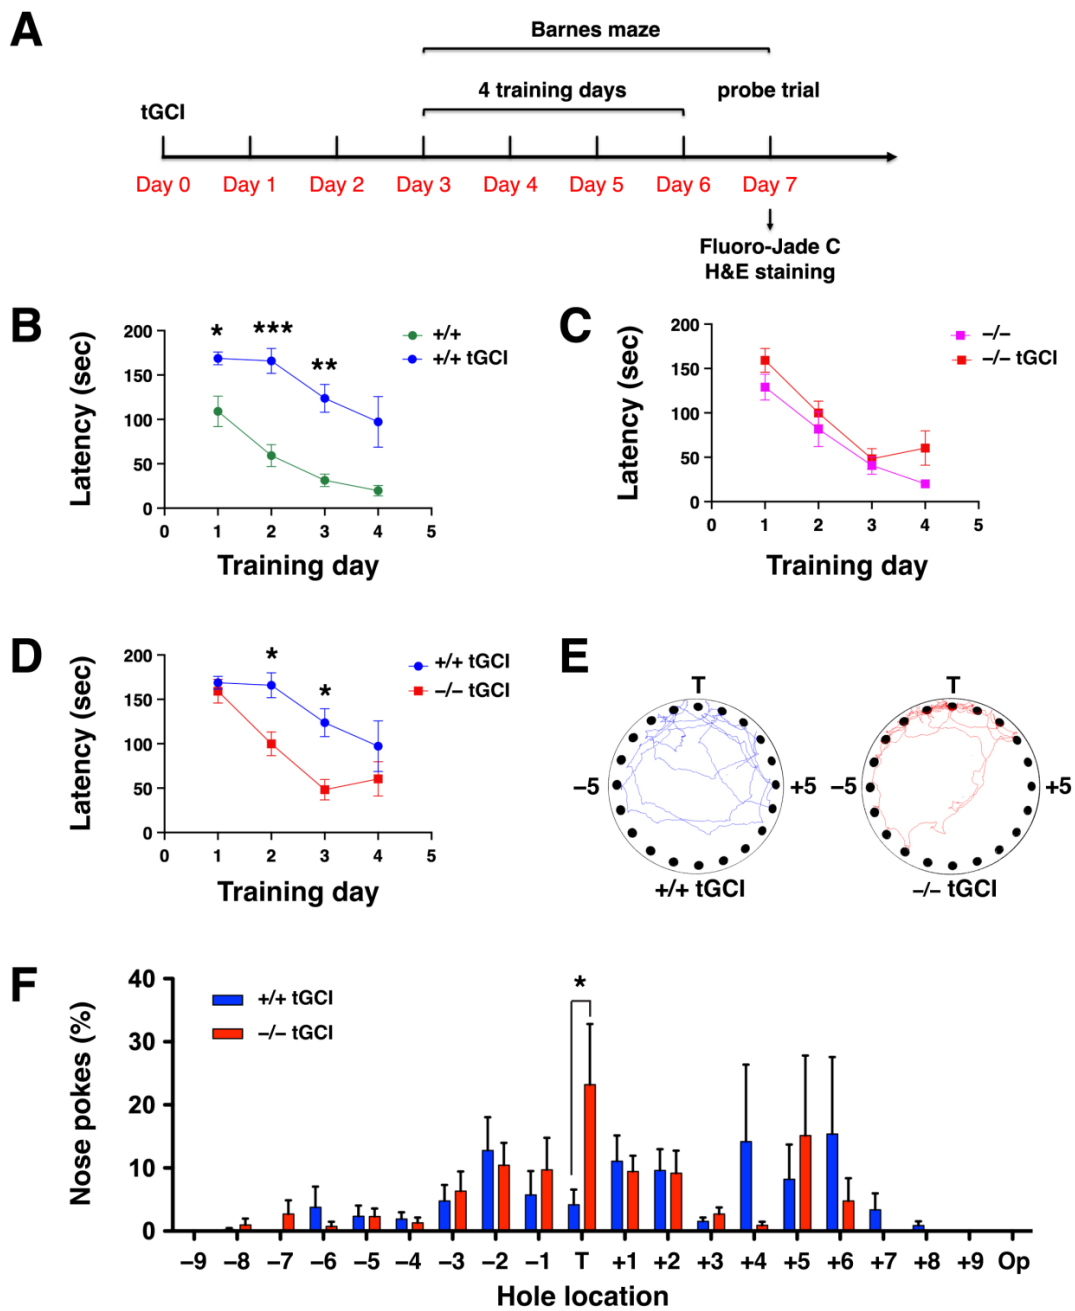 A
Barnes maze
4 training days
probe trial
tGCI
Day 0 Day 1 Day 2 Day 3 Day 4 Day 5 Day 6 Day 7
Fluoro-Jade C
H&E staining
B
Latency (sec)
200
150
100
50
0
0 1 2 3 4 5
Training day
* *** **
+/+
+/+ tGCI
C
Latency (sec)
200
150
100
50
0
0 1 2 3 4 5
Training day
−/−
−/− tGCI
D
Latency (sec)
200
150
100
50
0
0 1 2 3 4 5
Training day
* *
+/+ tGCI
−/− tGCI
E
T
−5 +5
+/+ tGCI
T
−5 +5
−/− tGCI
F
Nose pokes (%)
40
30
20
10
0
+/+ tGCI
−/− tGCI
*
−9 −8 −7 −6 −5 −4 −3 −2 −1 T +1 +2 +3 +4 +5 +6 +7 +8 +9 Op
Hole location